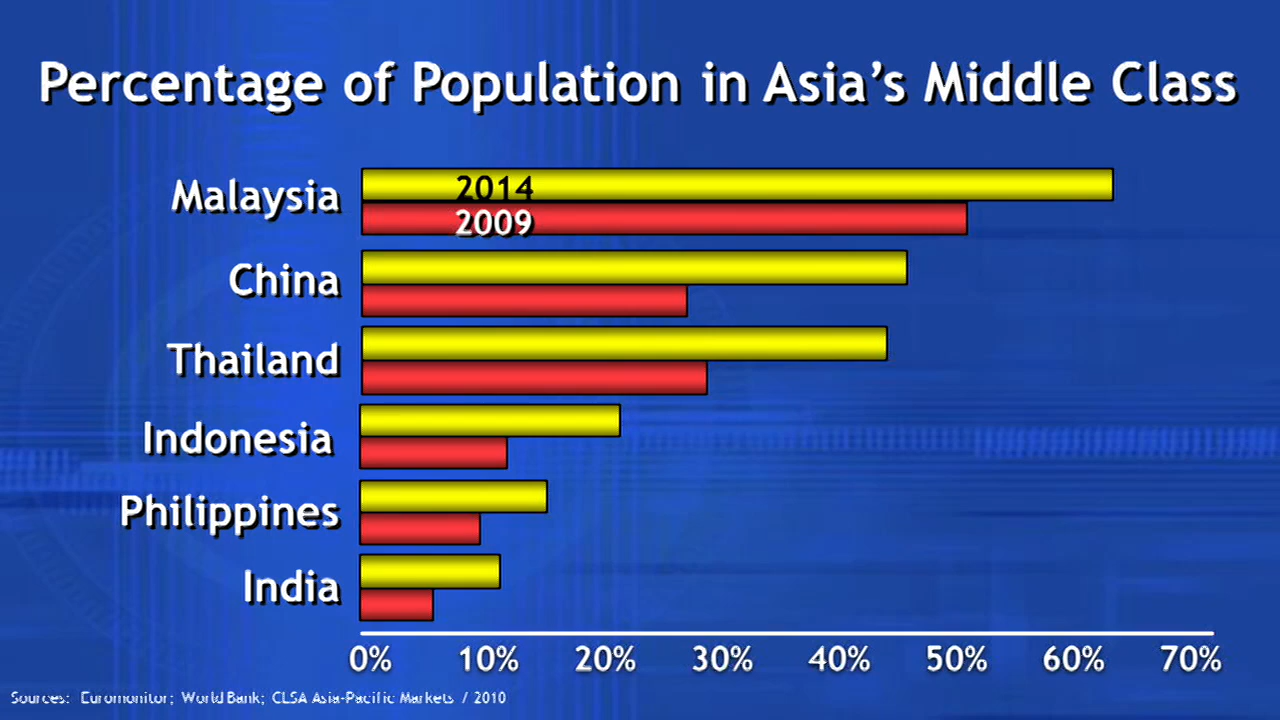 Percentage of Population in Asia’s Middle Class
Malaysia
2014
2009
China
Thailand
Indonesia
Philippines
India
0% 10% 20% 30% 40% 50% 60% 70%
Sources: Euromonitor; World Bank; CLSA Asia-Pacific Markets / 2010